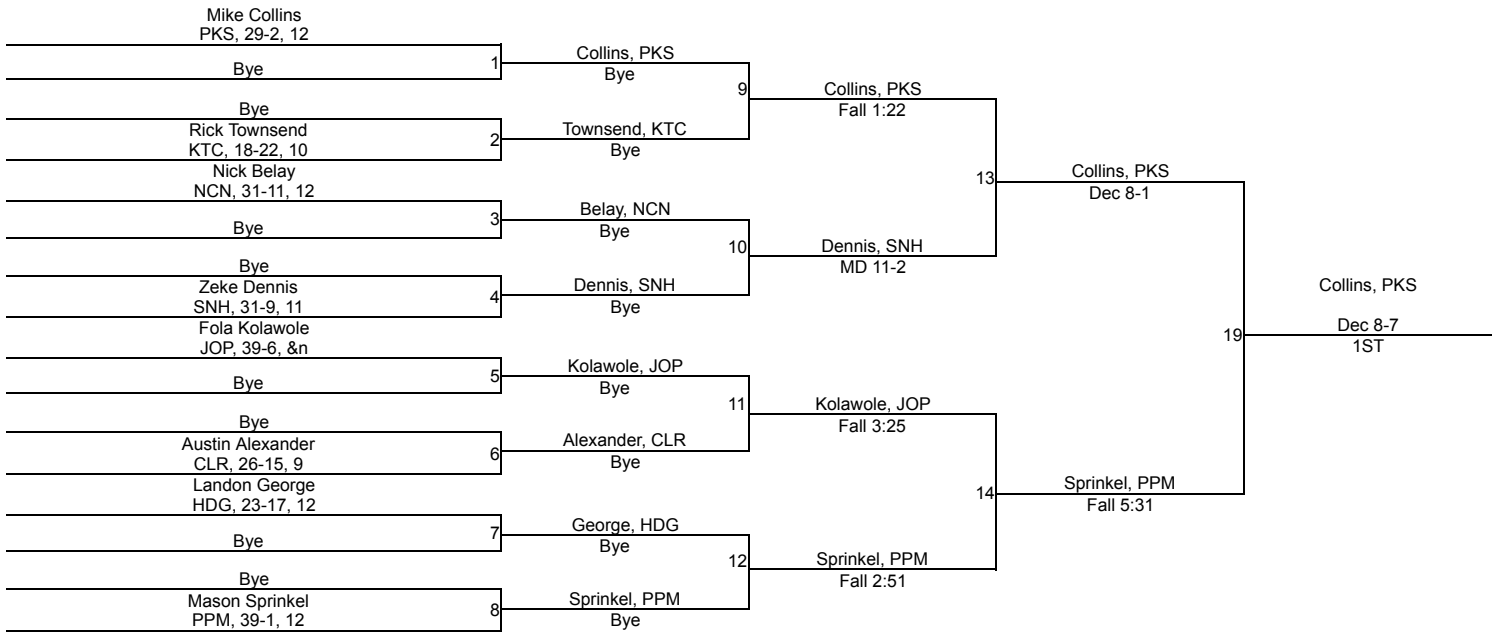 Mike Collins
PKS, 29-2, 12
Bye
1
Bye
Rick Townsend
KTC, 18-22, 10
2
Nick Belay
NCN, 31-11, 12
Bye
3
Bye
Zeke Dennis
SNH, 31-9, 11
4
Fola Kolawole
JOP, 39-6, &n
Bye
5
Bye
Austin Alexander
CLR, 26-15, 9
6
Landon George
HDG, 23-17, 12
Bye
7
Bye
Mason Sprinkel
PPM, 39-1, 12
8
Collins, PKS
Bye
9
Townsend, KTC
Bye
Belay, NCN
Bye
10
Dennis, SNH
Bye
Kolawole, JOP
Bye
11
Alexander, CLR
Bye
George, HDG
Bye
12
Sprinkel, PPM
Bye
Collins, PKS
Fall 1:22
13
Dennis, SNH
MD 11-2
Kolawole, JOP
Fall 3:25
14
Sprinkel, PPM
Fall 2:51
Collins, PKS
Dec 8-1
19
Sprinkel, PPM
Fall 5:31
Collins, PKS
Dec 8-7
1ST